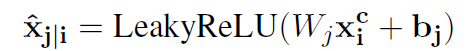 x̂_{j|i} = LeakyReLU(W_j x_i^c + b_j)